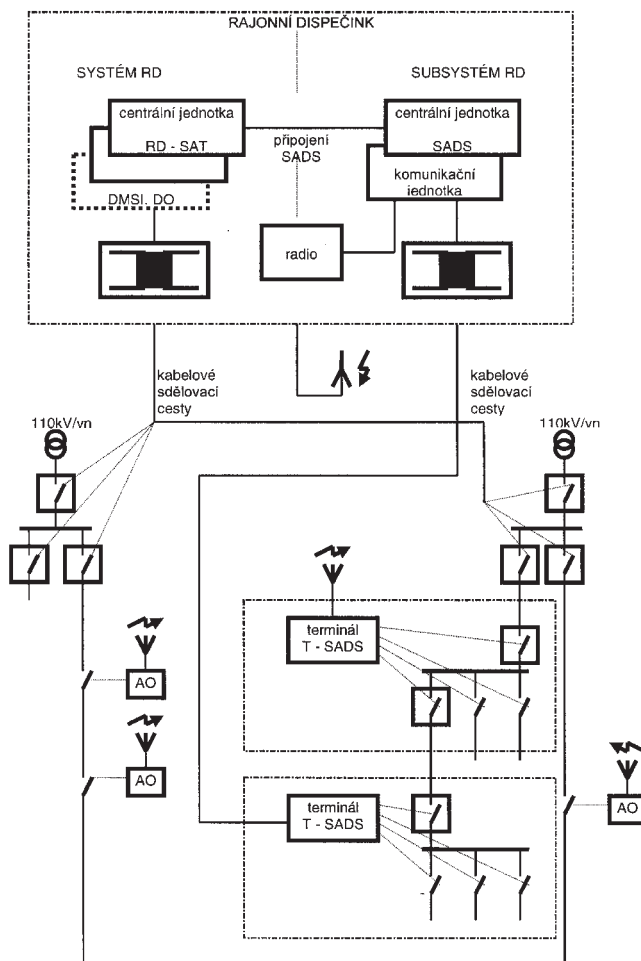 RAJONNÍ DISPEČINK
SYSTÉM RD
SUBSYSTÉM RD
centrální jednotka
RD - SAT
připojení
SADS
centrální jednotka
SADS
komunikační
jednotka
DMSI. DO
radio
kabelové
sdělovací
cesty
kabelové
sdělovací
cesty
110kV/vn
110kV/vn
terminál
T - SADS
AO
AO
terminál
T - SADS
AO